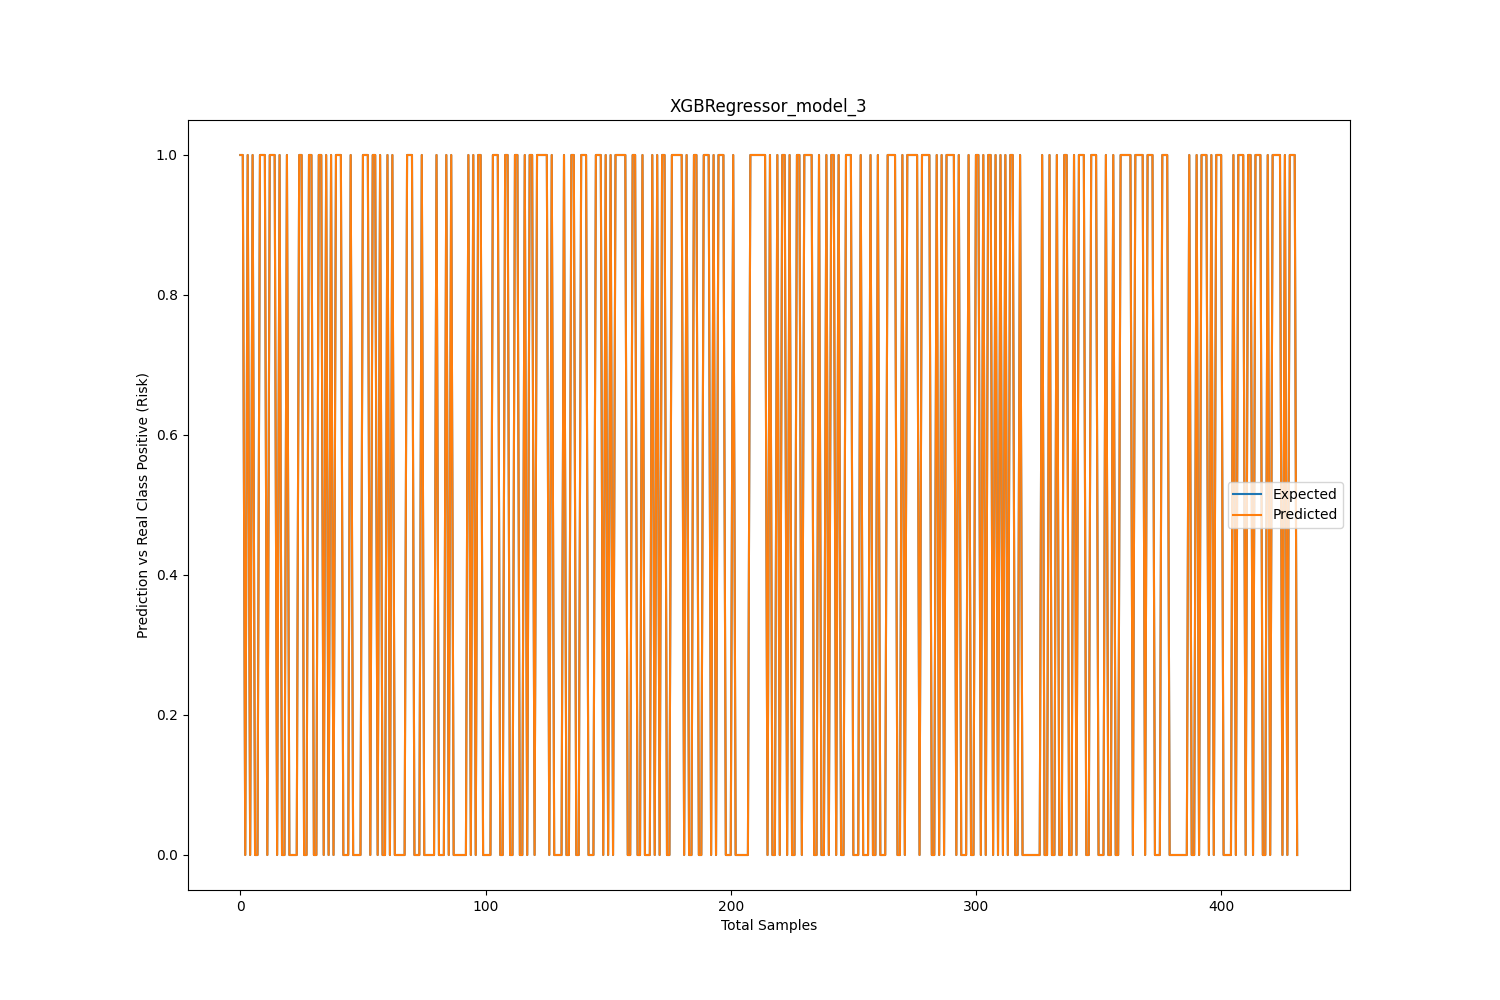 XGBRegressor_model_3
1.0
0.8
0.6
0.4
0.2
0.0
Prediction vs Real Class Positive (Risk)
Expected
Predicted
0 100 200 300 400
Total Samples